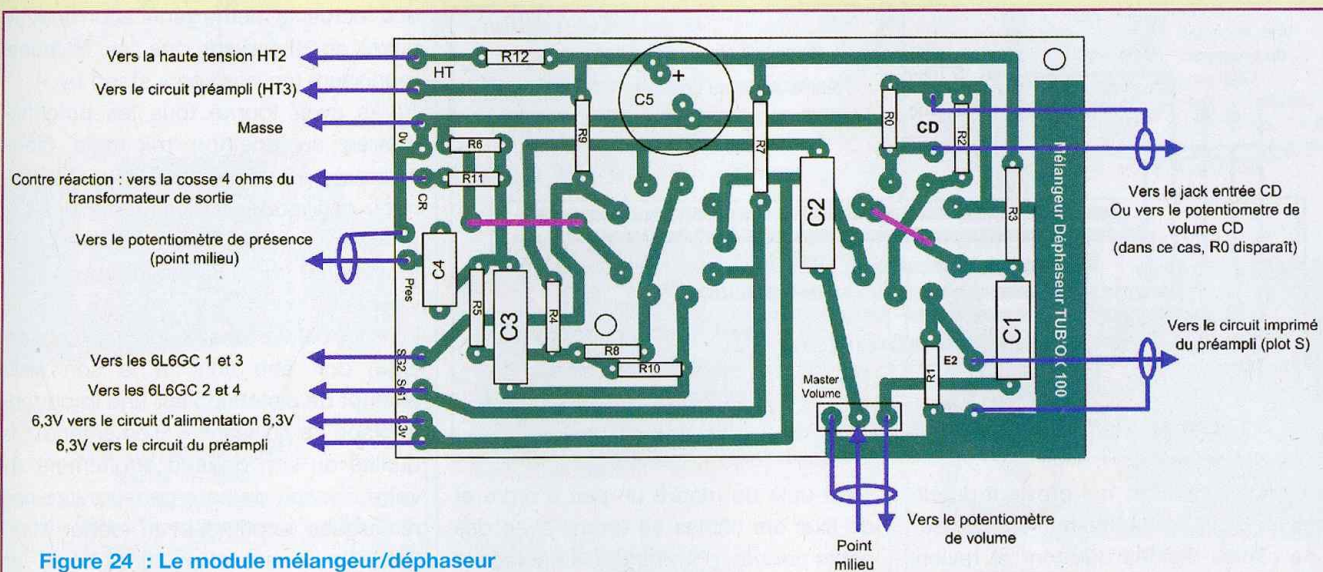 Vers la haute tension HT2
Vers le circuit préampli (HT3)
Masse
Contre réaction : vers la cosse 4 ohms du
transformateur de sortie
Vers le potentiomètre de présence
(point milieu)
Vers les 6L6GC 1 et 3
Vers les 6L6GC 2 et 4
6,3V vers le circuit d'alimentation 6,3V
6,3V vers le circuit du préampli
HT
0V
CR
Pres
S2
S1
6,3V
R12
R6
R11
C4
R5
C3
R9
R4
R8
R10
C5
+
R7
C2
R0
CD
R2
R3
C1
E2
R1
Master
Volume
Mélangeur Déphaseur TUB'OX 100
Vers le jack entrée CD
Ou vers le potentiometre de
volume CD
(dans ce cas, R0 disparaît)
Vers le circuit imprimé
du préampli (plot S)
Vers le potentiomètre
de volume
Point
milieu
Figure 24 : Le module mélangeur/déphaseur